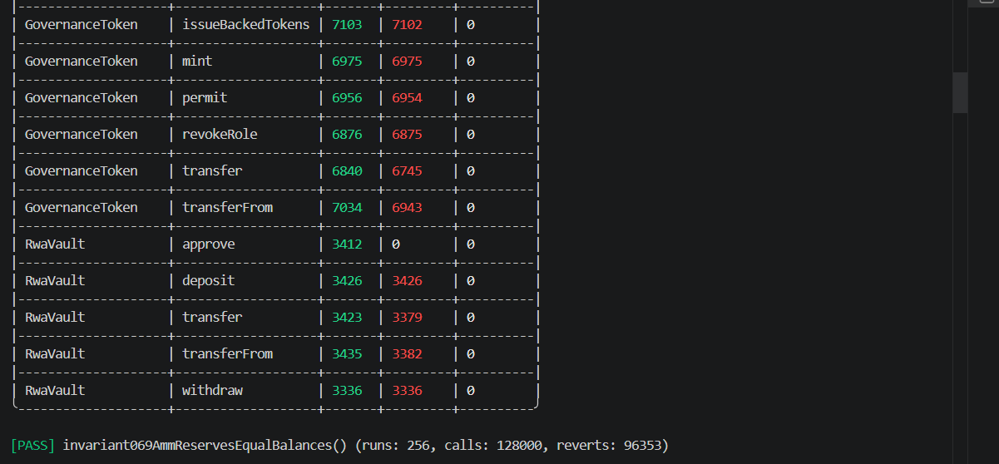 | GovernanceToken | issueBackedTokens | 7103 | 7102 | 0 |
| GovernanceToken | mint | 6975 | 6975 | 0 |
| GovernanceToken | permit | 6956 | 6954 | 0 |
| GovernanceToken | revokeRole | 6876 | 6875 | 0 |
| GovernanceToken | transfer | 6840 | 6745 | 0 |
| GovernanceToken | transferFrom | 7034 | 6943 | 0 |
| RwaVault | approve | 3412 | 0 | 0 |
| RwaVault | deposit | 3426 | 3426 | 0 |
| RwaVault | transfer | 3423 | 3379 | 0 |
| RwaVault | transferFrom | 3435 | 3382 | 0 |
| RwaVault | withdraw | 3336 | 3336 | 0 |
[PASS] invariant069AmmReservesEqualBalances() (runs: 256, calls: 128000, reverts: 96353)